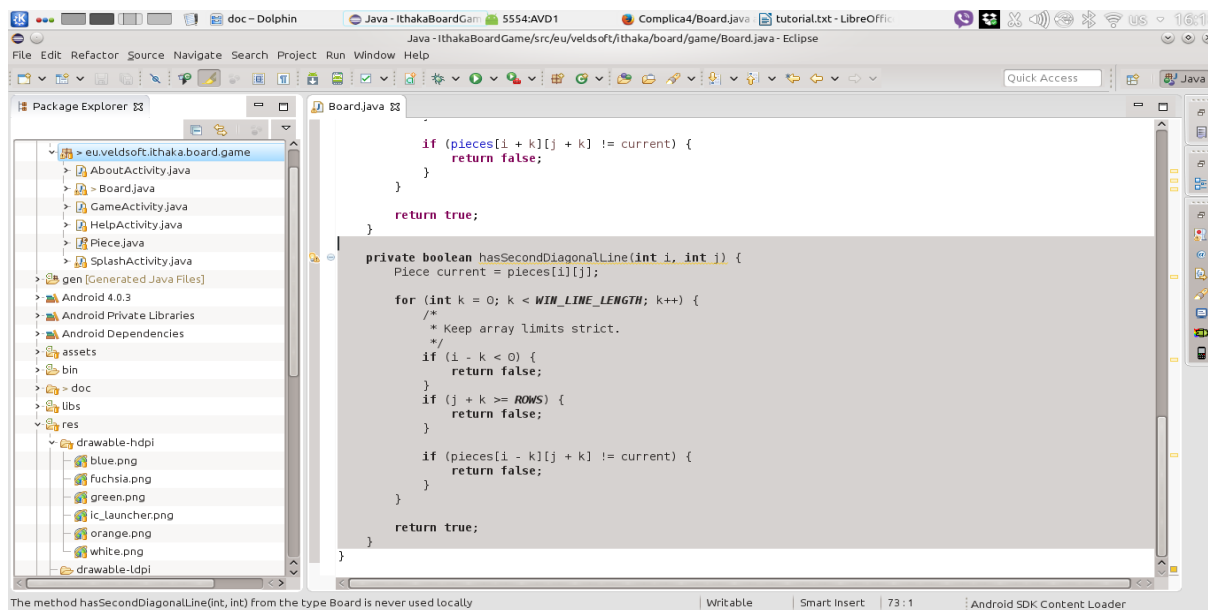 doc – Dolphin
Java - IthakaBoardGam
5554:AVD1
Complica4/Board.java
tutorial.txt - LibreOffic
us
16:1
Java - IthakaBoardGame/src/eu/veldsoft/ithaka/board/game/Board.java - Eclipse
File Edit Refactor Source Navigate Search Project Run Window Help
Quick Access
Java
Package Explorer
Board.java
> eu.veldsoft.ithaka.board.game
AboutActivity.java
> Board.java
GameActivity.java
HelpActivity.java
Piece.java
SplashActivity.java
gen [Generated Java Files]
Android 4.0.3
Android Private Libraries
Android Dependencies
assets
bin
> doc
libs
res
drawable-hdpi
blue.png
fuchsia.png
green.png
ic_launcher.png
orange.png
white.png
drawable-ldpi
if (pieces[i + k][j + k] != current) {
return false;
}
}
return true;
}
private boolean hasSecondDiagonalLine(int i, int j) {
Piece current = pieces[i][j];
for (int k = 0; k < WIN_LINE_LENGTH; k++) {
/*
* Keep array limits strict.
*/
if (i - k < 0) {
return false;
}
if (j + k >= ROWS) {
return false;
}
if (pieces[i - k][j + k] != current) {
return false;
}
}
return true;
}
}
The method hasSecondDiagonalLine(int, int) from the type Board is never used locally
Writable
Smart Insert
73 : 1
Android SDK Content Loader